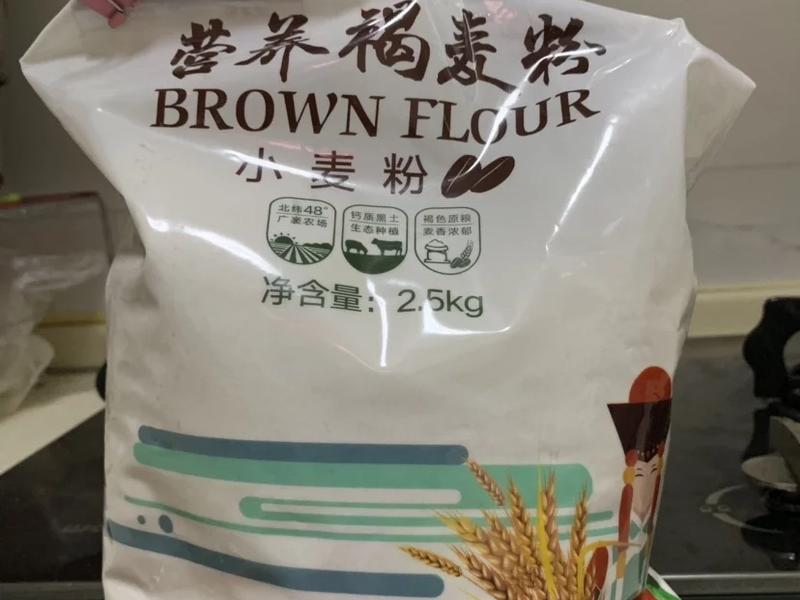 营养褐麦粉
BROWN FLOUR
小麦粉
北纬48°
广袤农场
钙质黑土
生态种植
褐色原粮
麦香浓郁
净含量：2.5kg